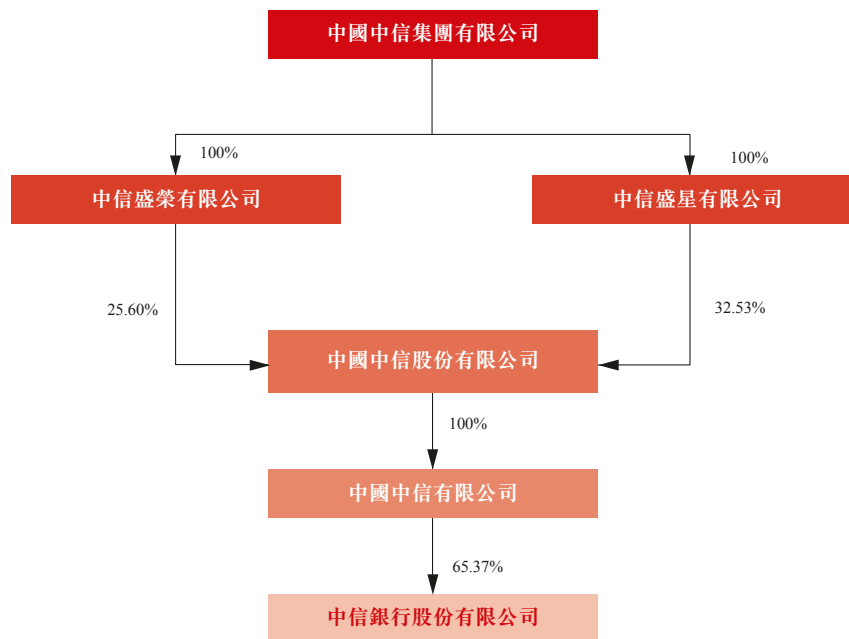 中國中信集團有限公司
100%
100%
中信盛榮有限公司
中信盛星有限公司
25.60%
32.53%
中國中信股份有限公司
100%
中國中信有限公司
65.37%
中信銀行股份有限公司